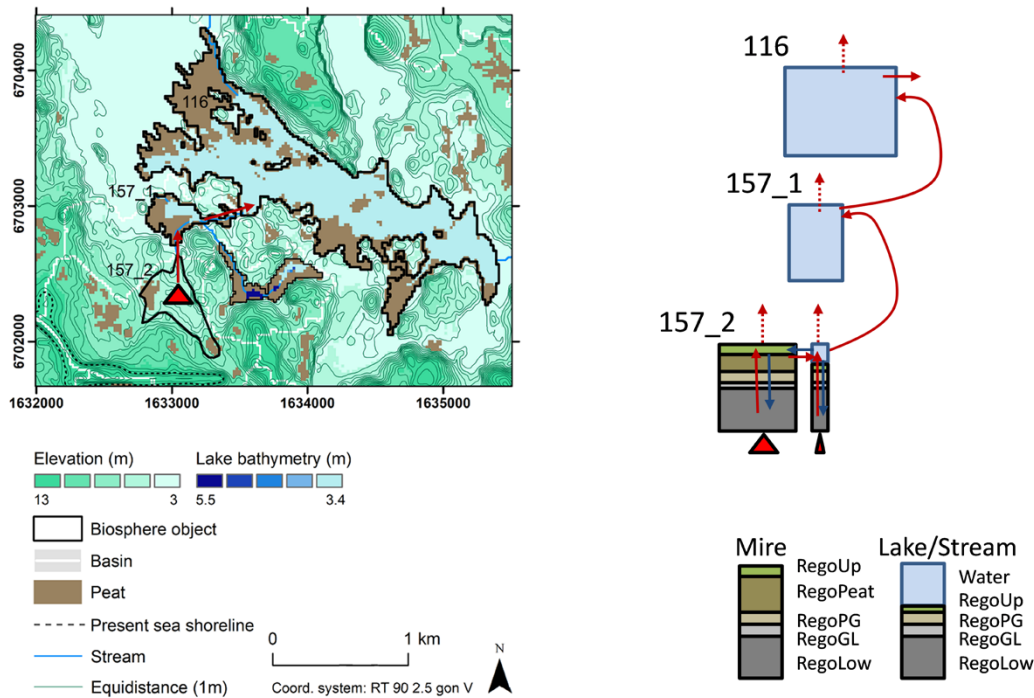 6704000
6703000
6702000
116
157_1
157_2
1632000 1633000 1634000 1635000
Elevation (m) Lake bathymetry (m)
13 3 5.5 3.4
Biosphere object
Basin
Peat
Present sea shoreline
Stream
Equidistance (1m)
0 1 km
N
Coord. system: RT 90 2.5 gon V
116
157_1
157_2
Mire
RegoUp
RegoPeat
RegoPG
RegoGL
RegoLow
Lake/Stream
Water
RegoUp
RegoPG
RegoGL
RegoLow